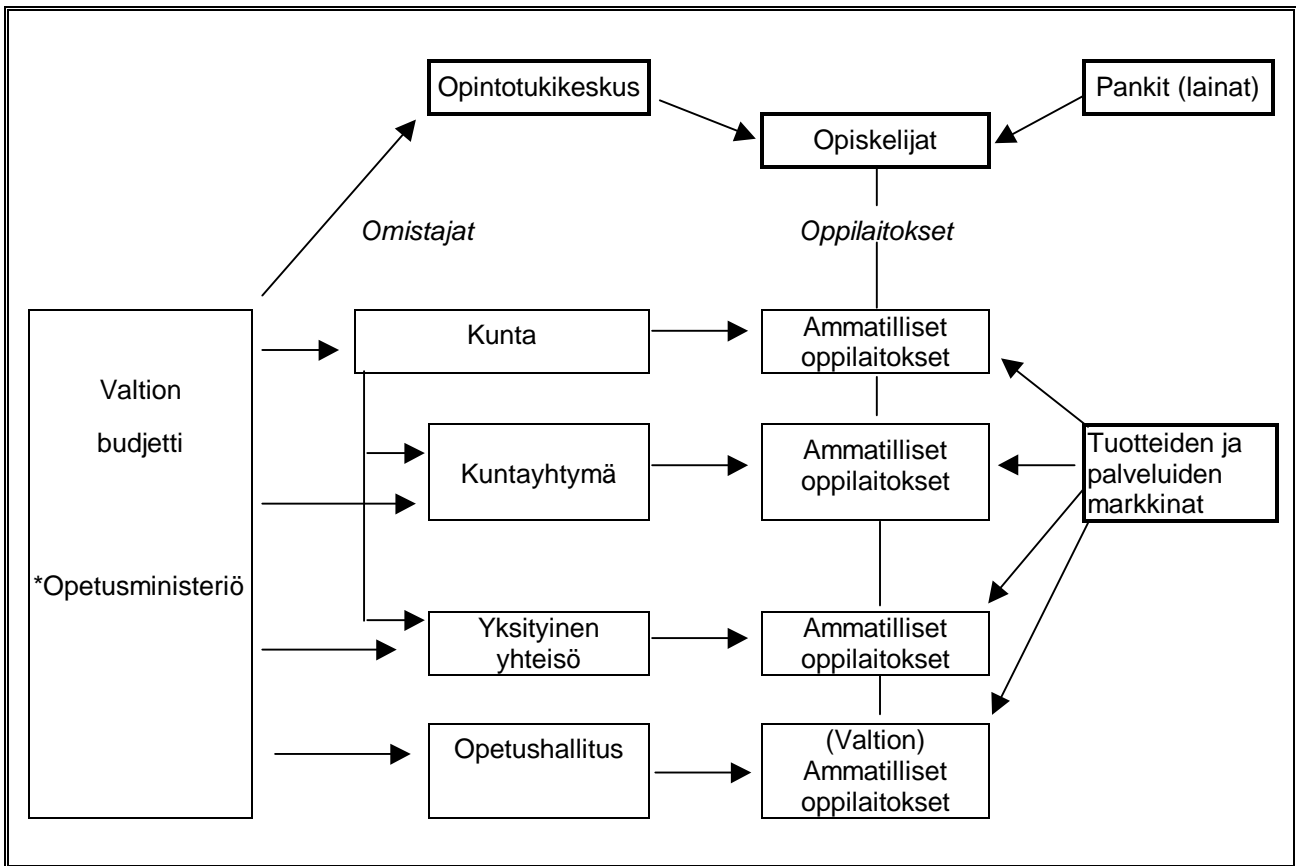 Opintotukikeskus
Pankit (lainat)
Opiskelijat
Omistajat
Oppilaitokset
Valtion
budjetti
*Opetusministeriö
Kunta
Ammatilliset
oppilaitokset
Kuntayhtymä
Ammatilliset
oppilaitokset
Tuotteiden ja
palveluiden
markkinat
Yksityinen
yhteisö
Ammatilliset
oppilaitokset
Opetushallitus
(Valtion)
Ammatilliset
oppilaitokset